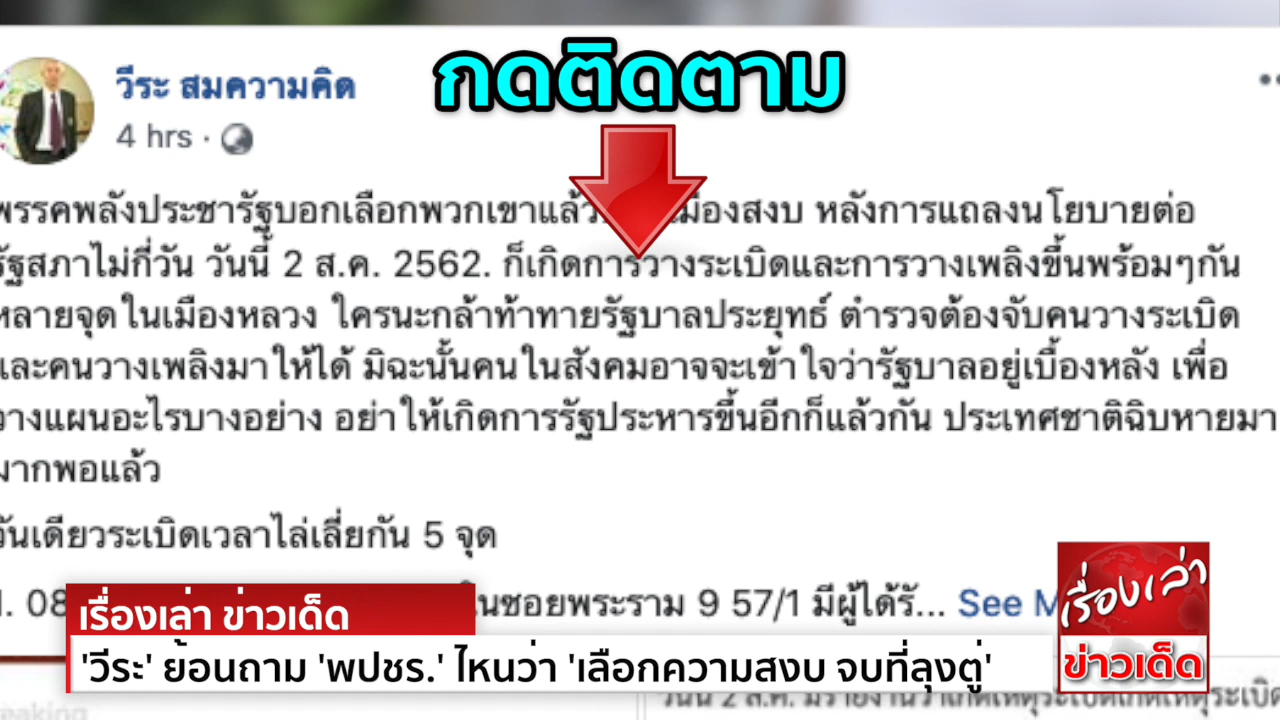 กดติดตาม
วีระ สมความคิด
4 hrs ·
พรรคพลังประชารัฐบอกเลือกพวกเขาแล้ว เมืองสงบ หลังการแถลงนโยบายต่อ
รัฐสภาไม่กี่วัน วันนี้ 2 ส.ค. 2562. ก็เกิดการวางระเบิดและการวางเพลิงขึ้นพร้อมๆกัน
หลายจุดในเมืองหลวง ใครนะกล้าท้าทายรัฐบาลประยุทธ์ ตำรวจต้องจับคนวางระเบิด
และคนวางเพลิงมาให้ได้ มิฉะนั้นคนในสังคมอาจจะเข้าใจว่ารัฐบาลอยู่เบื้องหลัง เพื่อ
วางแผนอะไรบางอย่าง อย่าให้เกิดการรัฐประหารขึ้นอีกก็แล้วกัน ประเทศชาติฉิบหายมา
มากพอแล้ว
วันเดียวระเบิดเวลาไล่เลี่ยกัน 5 จุด
1. 08 ในซอยพระราม 9 57/1 มีผู้ได้รั... See M
เรื่องเล่า ข่าวเด็ด
'วีระ' ย้อนถาม 'พปชร.' ไหนว่า 'เลือกความสงบ จบที่ลุงตู่'
เรื่องเล่า
ข่าวเด็ด